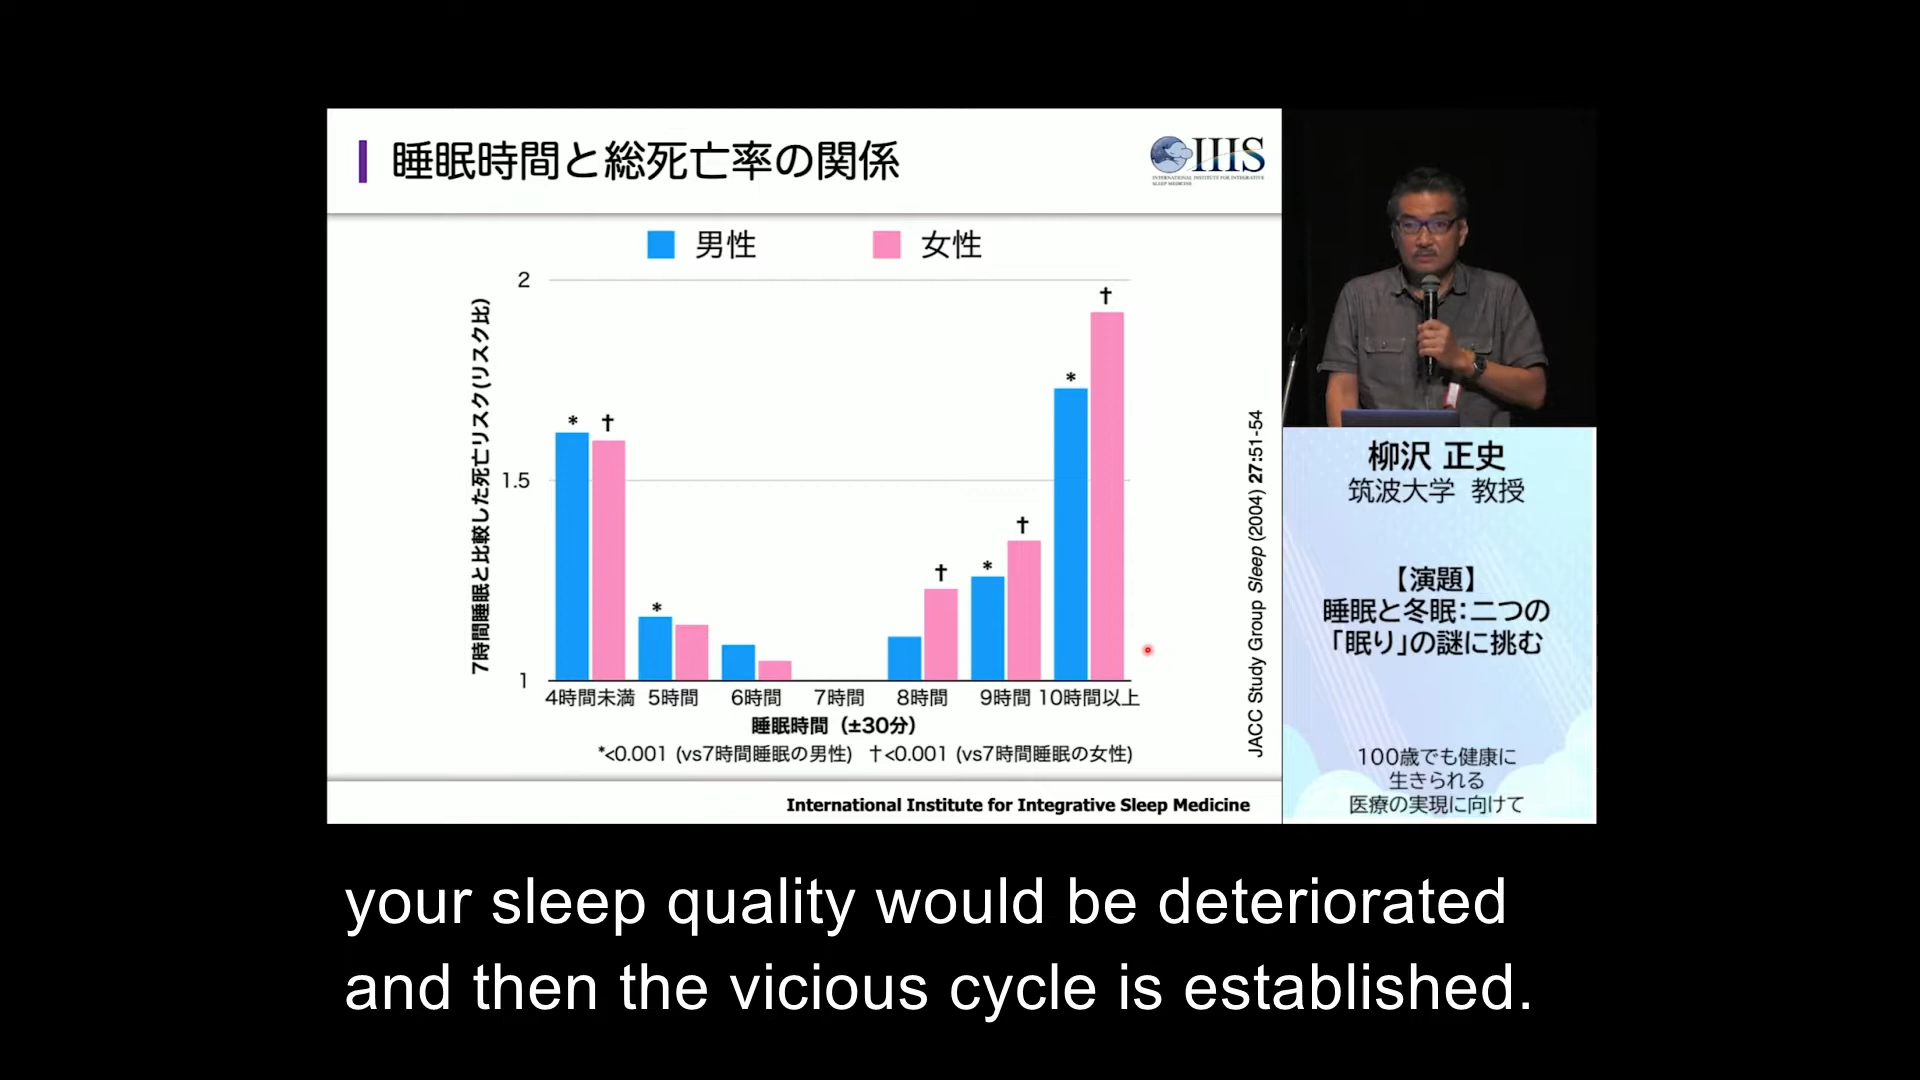 睡眠時間と総死亡率の関係
IIIS
INTERNATIONAL INSTITUTE FOR INTEGRATIVE
SLEEP MEDICINE
男性
女性
7時間睡眠と比較した死亡リスク(リスク比)
2
1.5
1
* †
*
†
* †
* †
4時間未満 5時間 6時間 7時間 8時間 9時間 10時間以上
睡眠時間（±30分）
*<0.001 (vs7時間睡眠の男性) †<0.001 (vs7時間睡眠の女性)
JACC Study Group Sleep (2004) 27:51-54
International Institute for Integrative Sleep Medicine
柳沢 正史
筑波大学 教授
【演題】
睡眠と冬眠：二つの
「眠り」の謎に挑む
100歳でも健康に
生きられる
医療の実現に向けて
your sleep quality would be deteriorated
and then the vicious cycle is established.